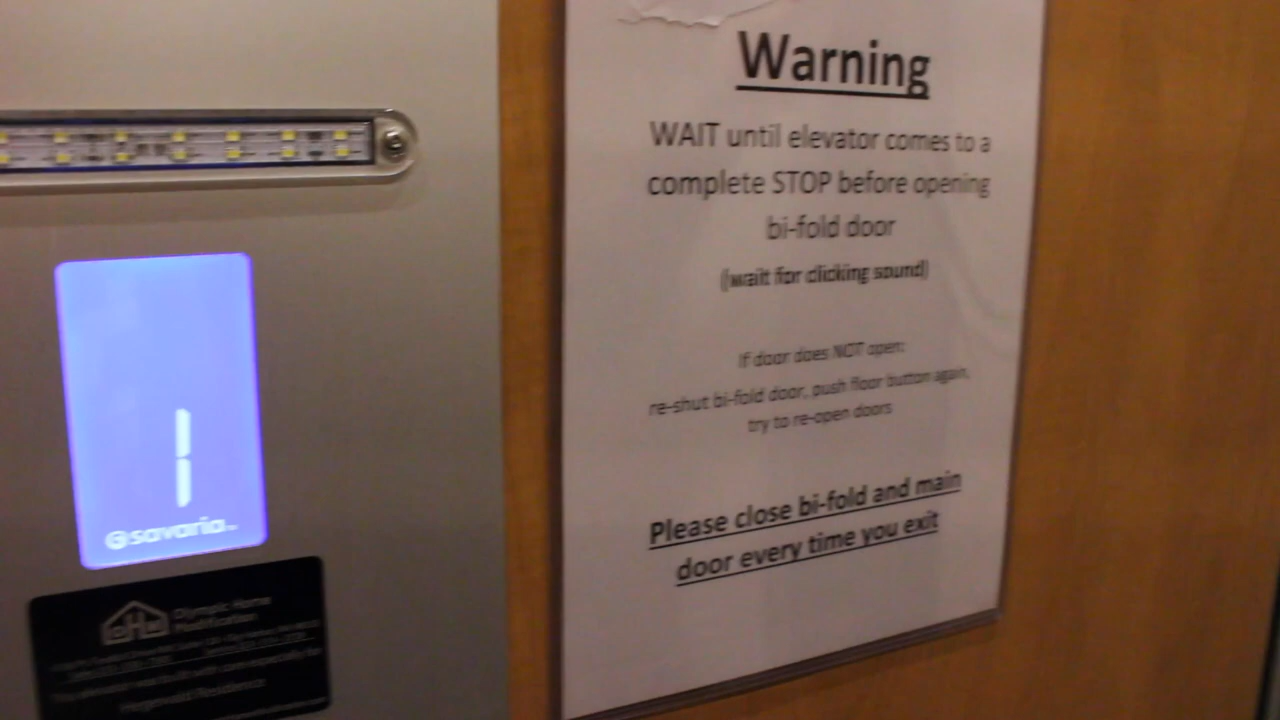 Warning
WAIT until elevator comes to a
complete STOP before opening
bi-fold door
(wait for clicking sound)
If door does NOT open:
re-shut bi-fold door, push floor button again,
try to re-open doors
Please close bi-fold and main
door every time you exit
1
savaria
Olympic Home
Modification